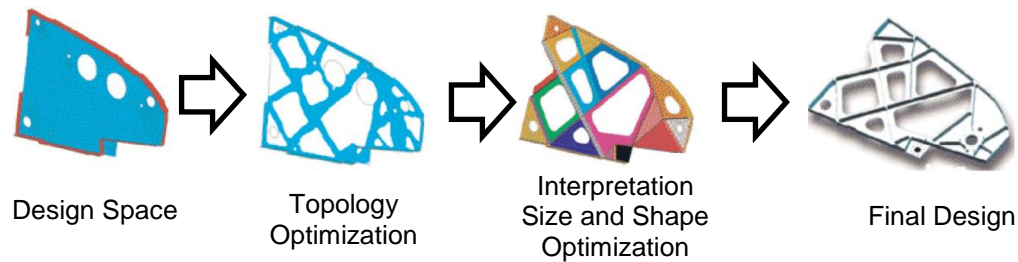 Design Space
Topology
Optimization
Interpretation
Size and Shape
Optimization
Final Design